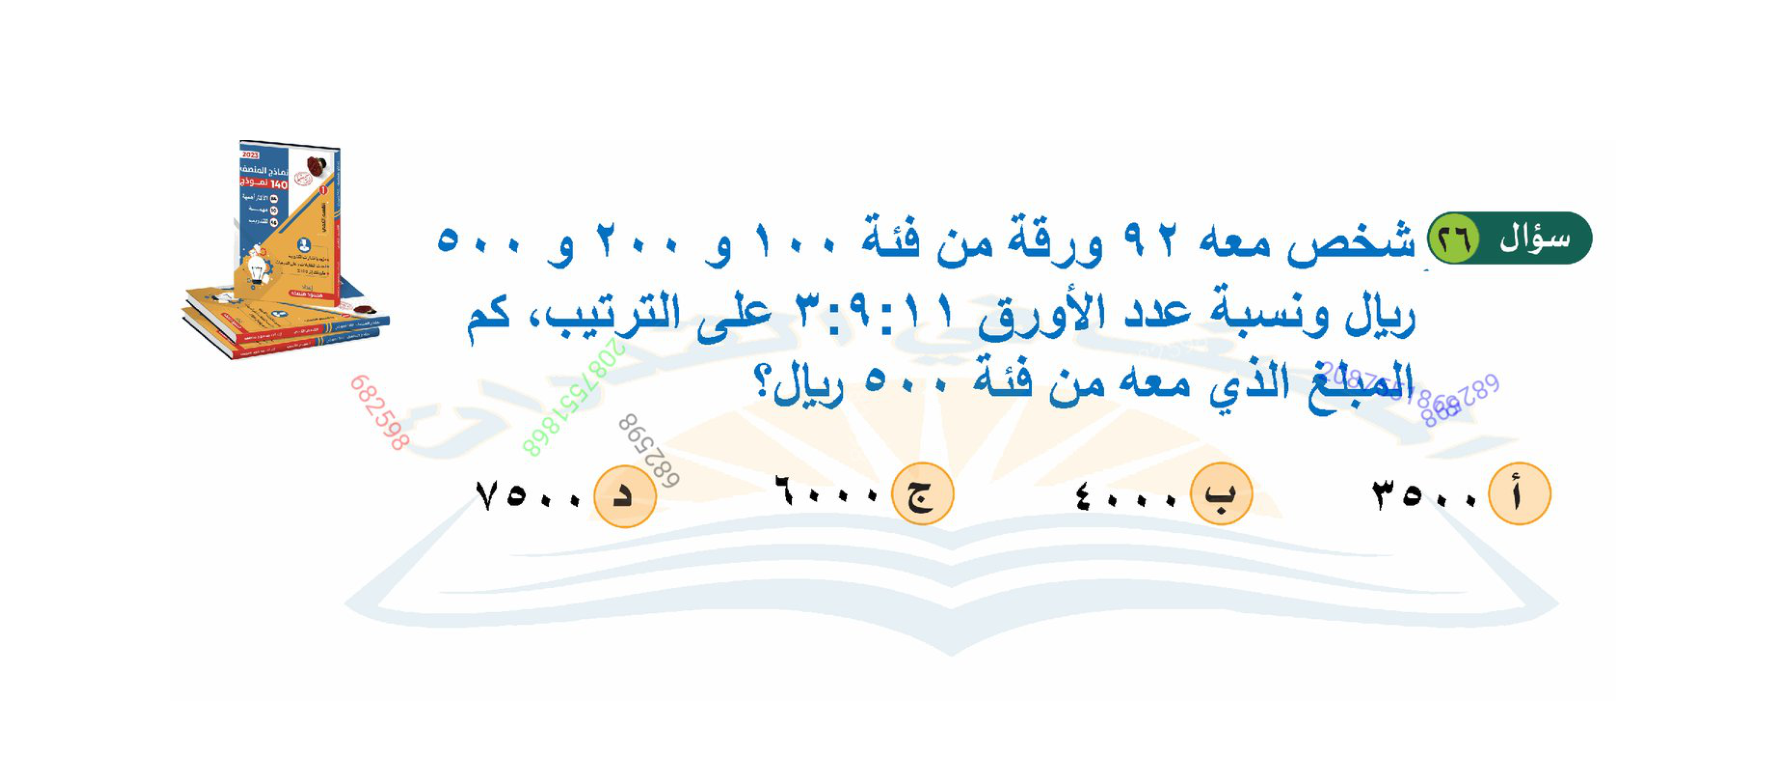 سؤال ٢٦ شخص معه ٩٢ ورقة من فئة ١٠٠ و ٢٠٠ و ٥٠٠
ريال ونسبة عدد الأورق ١١:٩:٣ على الترتيب، كم
المبلغ الذي معه من فئة ٥٠٠ ريال؟
أ ٣٥٠٠ ب ٤٠٠٠ ج ٦٠٠٠ د ٧٥٠٠
2023
نماذج المنصفة
140 نموذج
682598
2087551868
682598
2087551868
682598